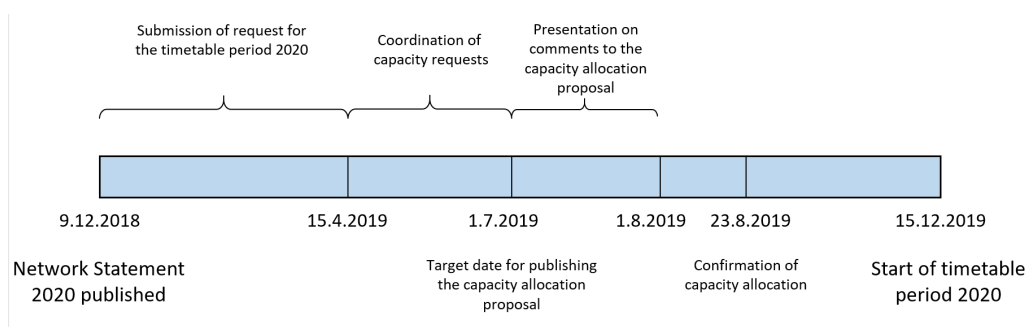 Submission of request for
the timetable period 2020
Coordination of
capacity requests
Presentation on
comments to the
capacity allocation
proposal
9.12.2018
15.4.2019
1.7.2019
1.8.2019
23.8.2019
15.12.2019
Network Statement
2020 published
Target date for publishing
the capacity allocation
proposal
Confirmation of
capacity allocation
Start of timetable
period 2020